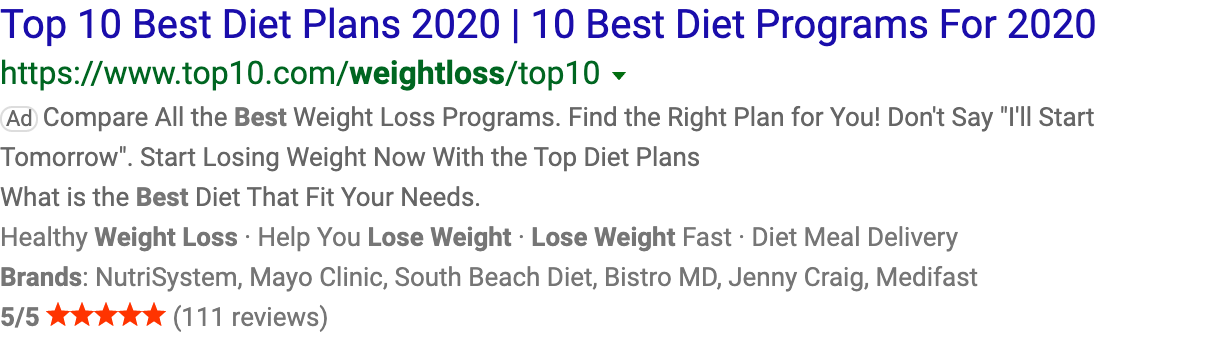 Top 10 Best Diet Plans 2020 | 10 Best Diet Programs For 2020
https://www.top10.com/weightloss/top10
Ad Compare All the Best Weight Loss Programs. Find the Right Plan for You! Don't Say "I'll Start
Tomorrow". Start Losing Weight Now With the Top Diet Plans
What is the Best Diet That Fit Your Needs.
Healthy Weight Loss · Help You Lose Weight · Lose Weight Fast · Diet Meal Delivery
Brands: NutriSystem, Mayo Clinic, South Beach Diet, Bistro MD, Jenny Craig, Medifast
5/5 ★★★★★ (111 reviews)